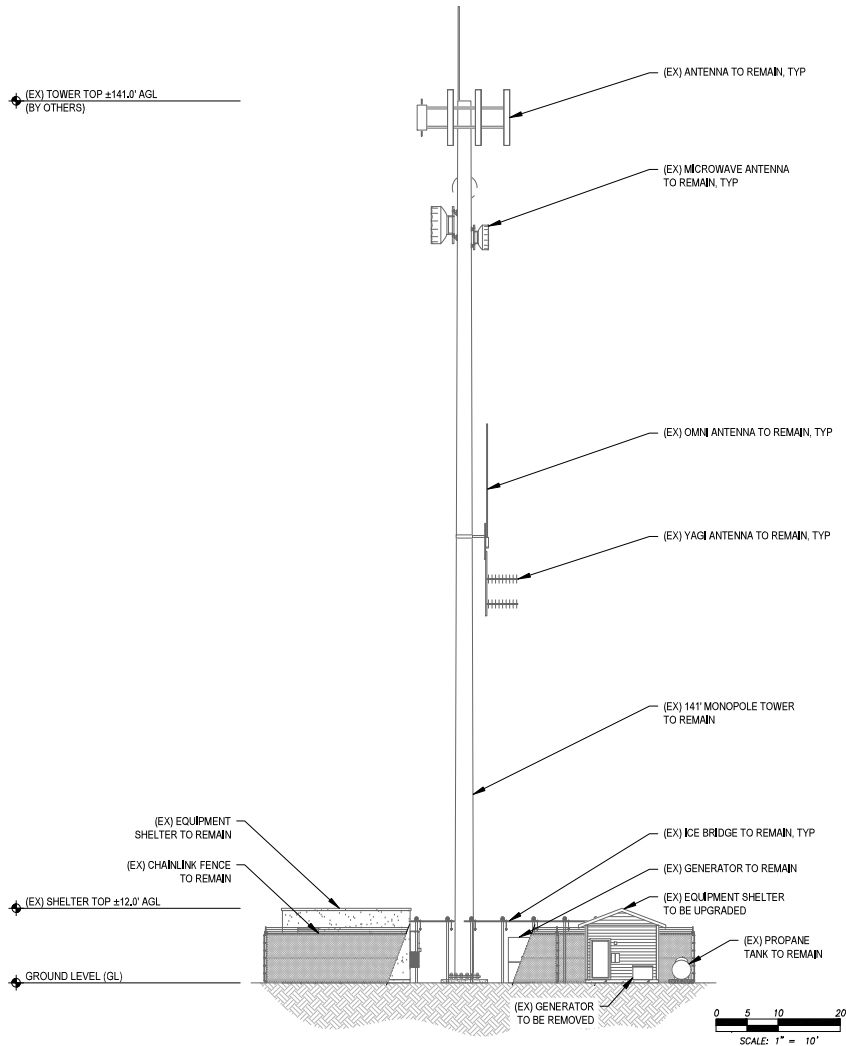 (EX) TOWER TOP ±141.0' AGL
(BY OTHERS)
(EX) ANTENNA TO REMAIN, TYP
(EX) MICROWAVE ANTENNA
TO REMAIN, TYP
(EX) OMNI ANTENNA TO REMAIN, TYP
(EX) YAGI ANTENNA TO REMAIN, TYP
(EX) 141' MONOPOLE TOWER
TO REMAIN
(EX) EQUIPMENT
SHELTER TO REMAIN
(EX) CHAINLINK FENCE
TO REMAIN
(EX) ICE BRIDGE TO REMAIN, TYP
(EX) GENERATOR TO REMAIN
(EX) EQUIPMENT SHELTER
TO BE UPGRADED
(EX) SHELTER TOP ±12.0' AGL
(EX) PROPANE
TANK TO REMAIN
GROUND LEVEL (GL)
(EX) GENERATOR
TO BE REMOVED
0 5 10 20
SCALE: 1" = 10'